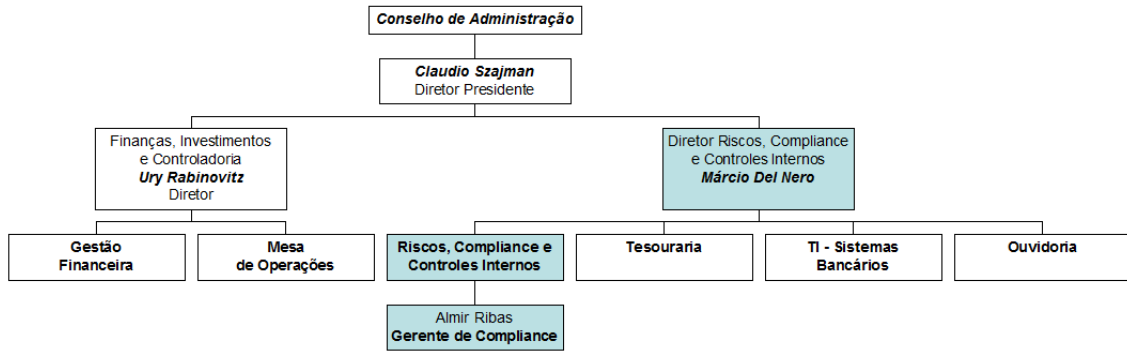 Conselho de Administração
Claudio Szajman
Diretor Presidente
Finanças, Investimentos
e Controladoria
Ury Rabinovitz
Diretor
Diretor Riscos, Compliance
e Controles Internos
Márcio Del Nero
Gestão
Financeira
Mesa
de Operações
Riscos, Compliance e
Controles Internos
Tesouraria
TI - Sistemas
Bancários
Ouvidoria
Almir Ribas
Gerente de Compliance